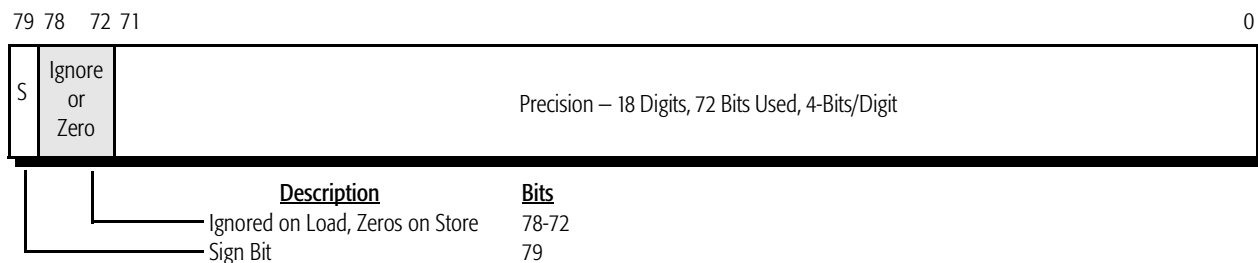 79 78 72 71 0
S
Ignore
or
Zero
Precision — 18 Digits, 72 Bits Used, 4-Bits/Digit
Description Bits
Ignored on Load, Zeros on Store 78-72
Sign Bit 79